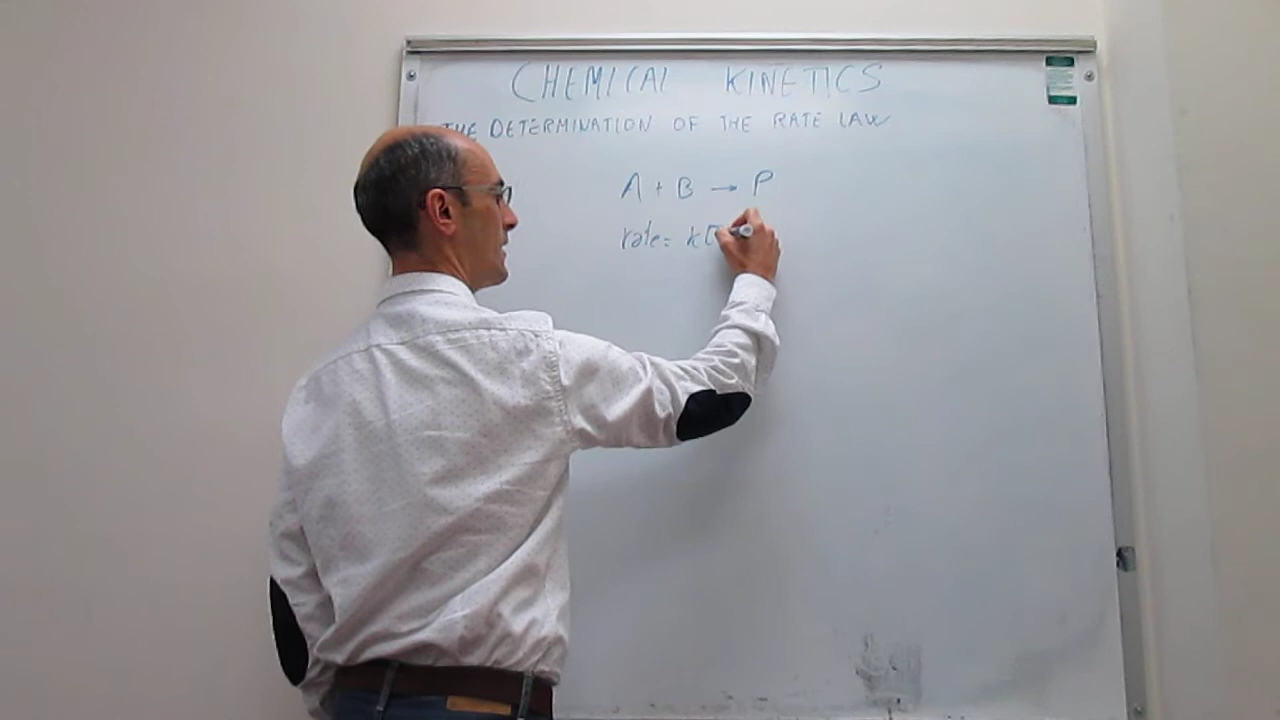 CHEMICAL KINETICS
THE DETERMINATION OF THE RATE LAW
A + B → P
rate = k[